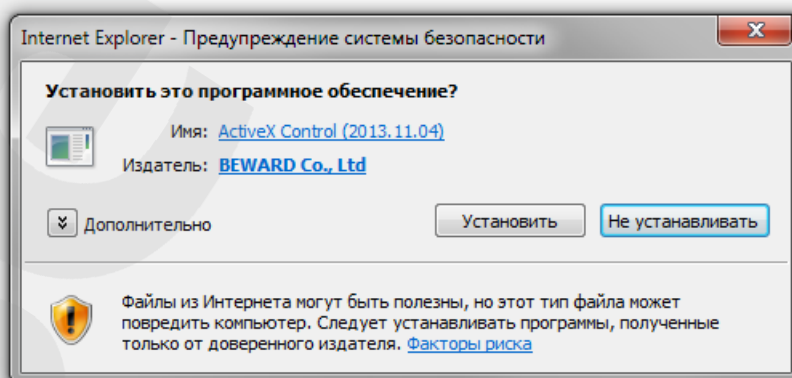 Internet Explorer - Предупреждение системы безопасности
Установить это программное обеспечение?
Имя: ActiveX Control (2013.11.04)
Издатель: BEWARD Co., Ltd
Дополнительно Установить Не устанавливать
Файлы из Интернета могут быть полезны, но этот тип файла может
повредить компьютер. Следует устанавливать программы, полученные
только от доверенного издателя. Факторы риска